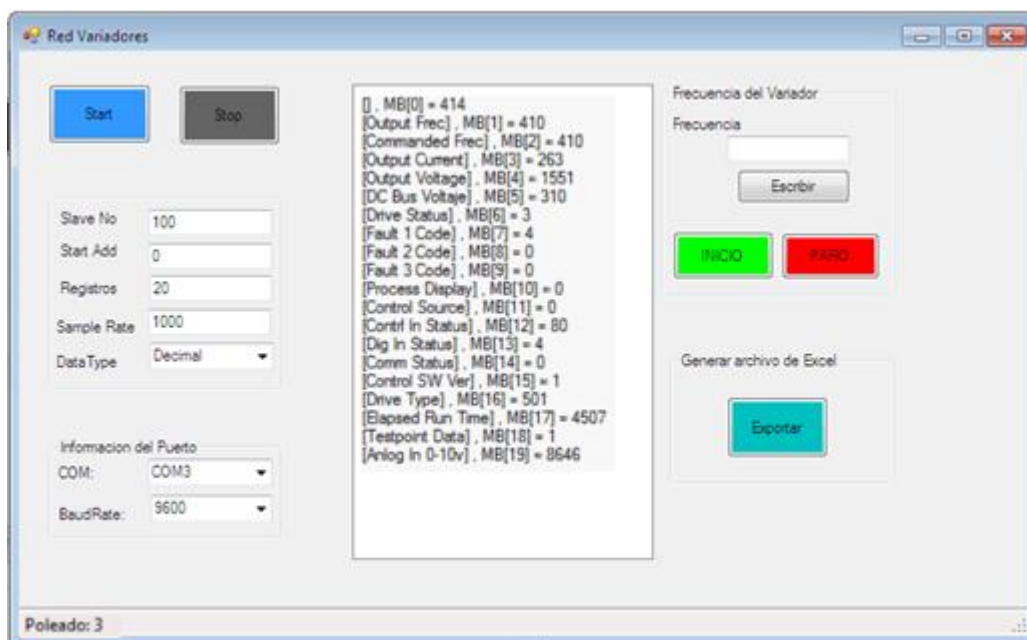 Red Variadores
Start
Stop
Slave No
100
Start Add
0
Registros
20
Sample Rate
1000
DataType
Decimal
Informacion del Puerto
COM:
COM3
BaudRate:
9600
[] , MB[0] = 414
[Output Frec] , MB[1] = 410
[Commanded Frec] , MB[2] = 410
[Output Current] , MB[3] = 263
[Output Voltage] , MB[4] = 1551
[DC Bus Voltaje] , MB[5] = 310
[Drive Status] , MB[6] = 3
[Fault 1 Code] , MB[7] = 4
[Fault 2 Code] , MB[8] = 0
[Fault 3 Code] , MB[9] = 0
[Process Display] , MB[10] = 0
[Control Source] , MB[11] = 0
[Contrl In Status] , MB[12] = 80
[Dig In Status] , MB[13] = 4
[Comm Status] , MB[14] = 0
[Control SW Ver] , MB[15] = 1
[Drive Type] , MB[16] = 501
[Elapsed Run Time] , MB[17] = 4507
[Testpoint Data] , MB[18] = 1
[Anlog In 0-10v] , MB[19] = 8646
Frecuencia del Variador
Frecuencia
Escribir
INICIO
PARO
Generar archivo de Excel
Exportar
Poleado: 3